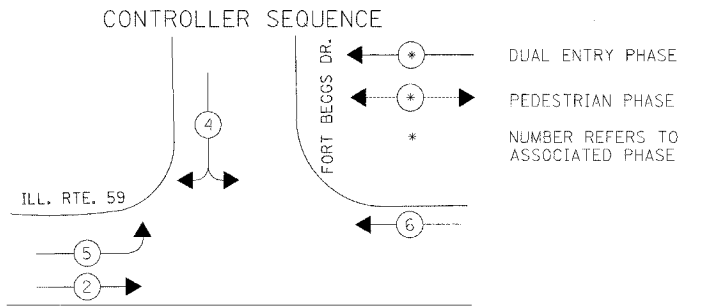 CONTROLLER SEQUENCE
FORT BEGGS DR.
* DUAL ENTRY PHASE
* PEDESTRIAN PHASE
* NUMBER REFERS TO
ASSOCIATED PHASE
4
ILL. RTE. 59
6
5
2